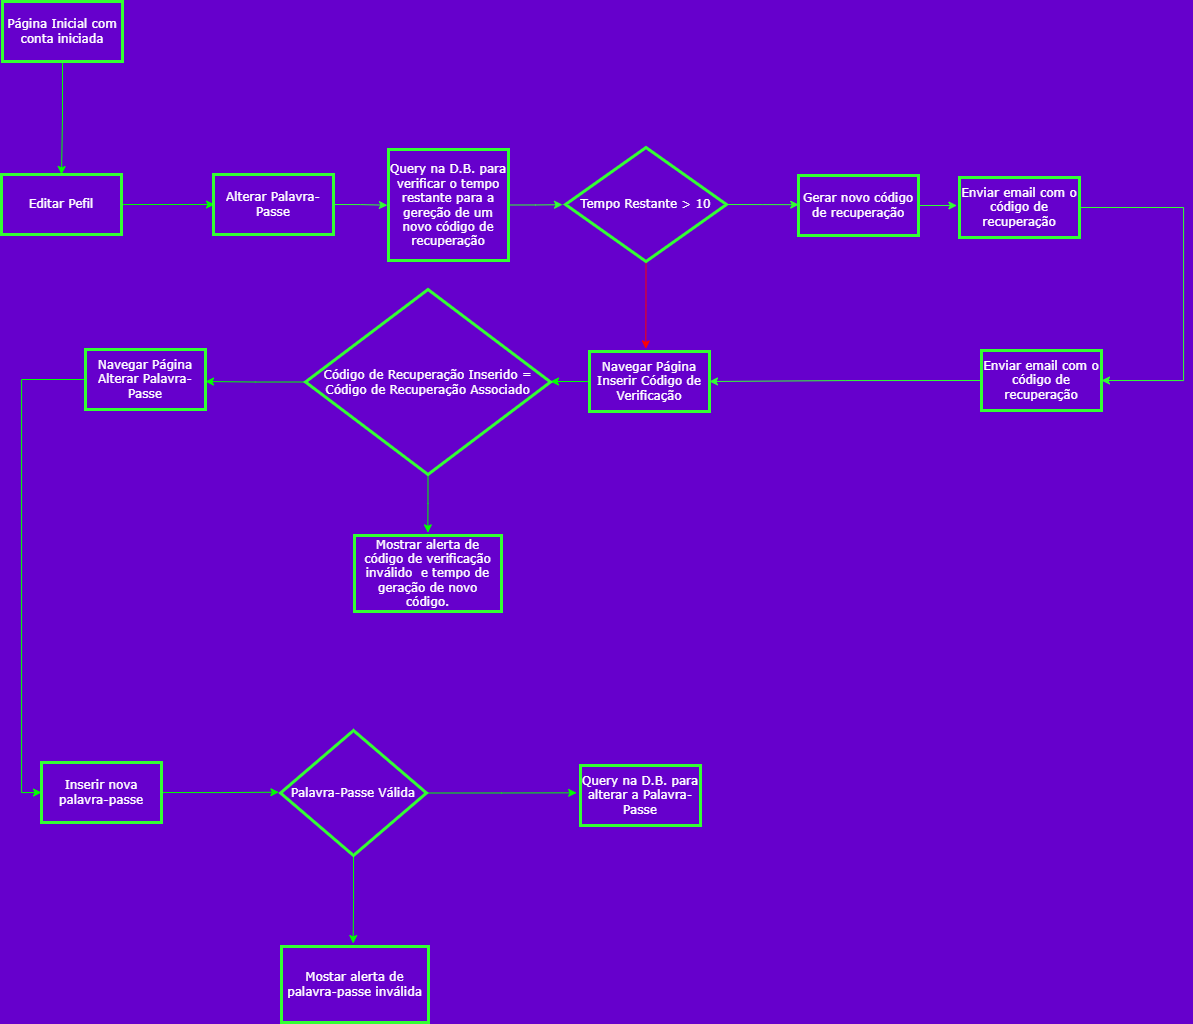 Página Inicial com
conta iniciada
Editar Pefil
Alterar Palavra-
Passe
Query na D.B. para
verificar o tempo
restante para a
gereção de um
novo código de
recuperação
Tempo Restante > 10
Gerar novo código
de recuperação
Enviar email com o
código de
recuperação
Enviar email com o
código de
recuperação
Navegar Página
Inserir Código de
Verificação
Código de Recuperação Inserido =
Código de Recuperação Associado
Navegar Página
Alterar Palavra-
Passe
Mostrar alerta de
código de verificação
inválido e tempo de
geração de novo
código.
Inserir nova
palavra-passe
Palavra-Passe Válida
Query na D.B. para
alterar a Palavra-
Passe
Mostar alerta de
palavra-passe inválida